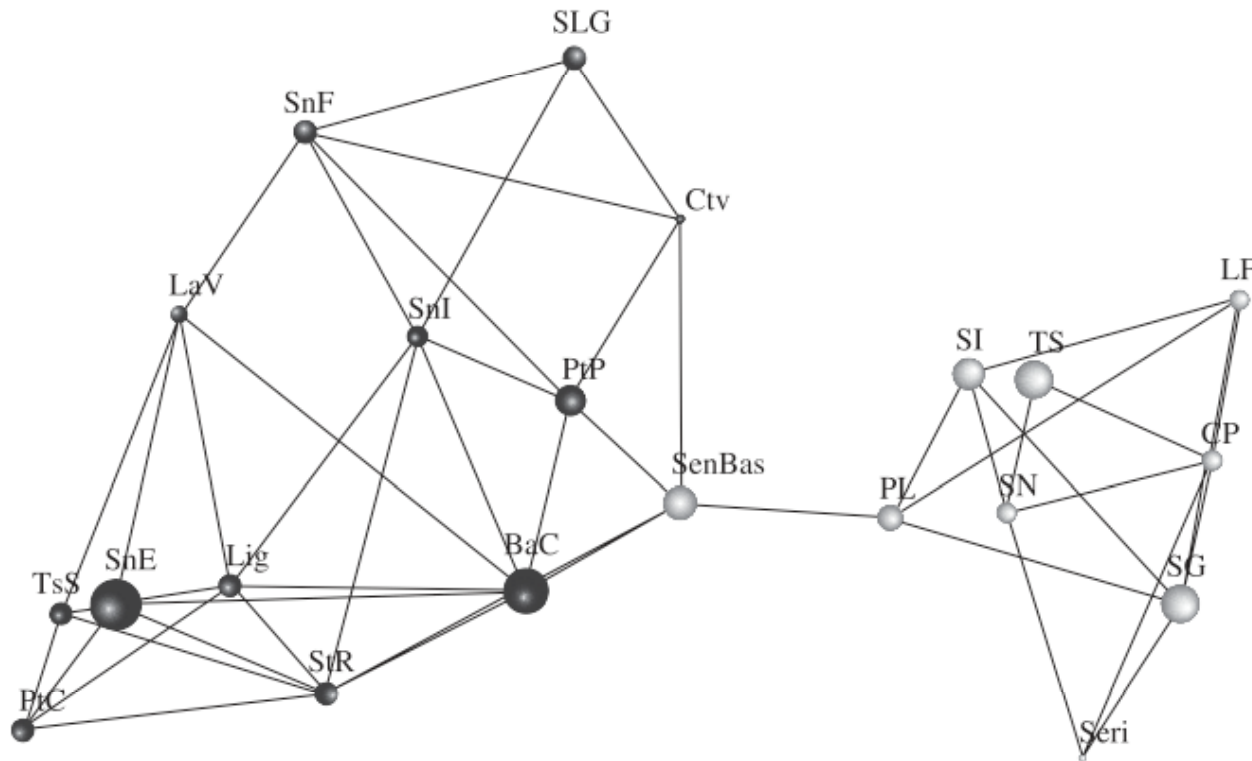 SLG
SnF
Ctv
LaV
SnI
PtP
LF
SI
TS
CP
SenBas
PL
SN
BaC
SG
TsS
SnE
Lig
StR
PtC
Seri